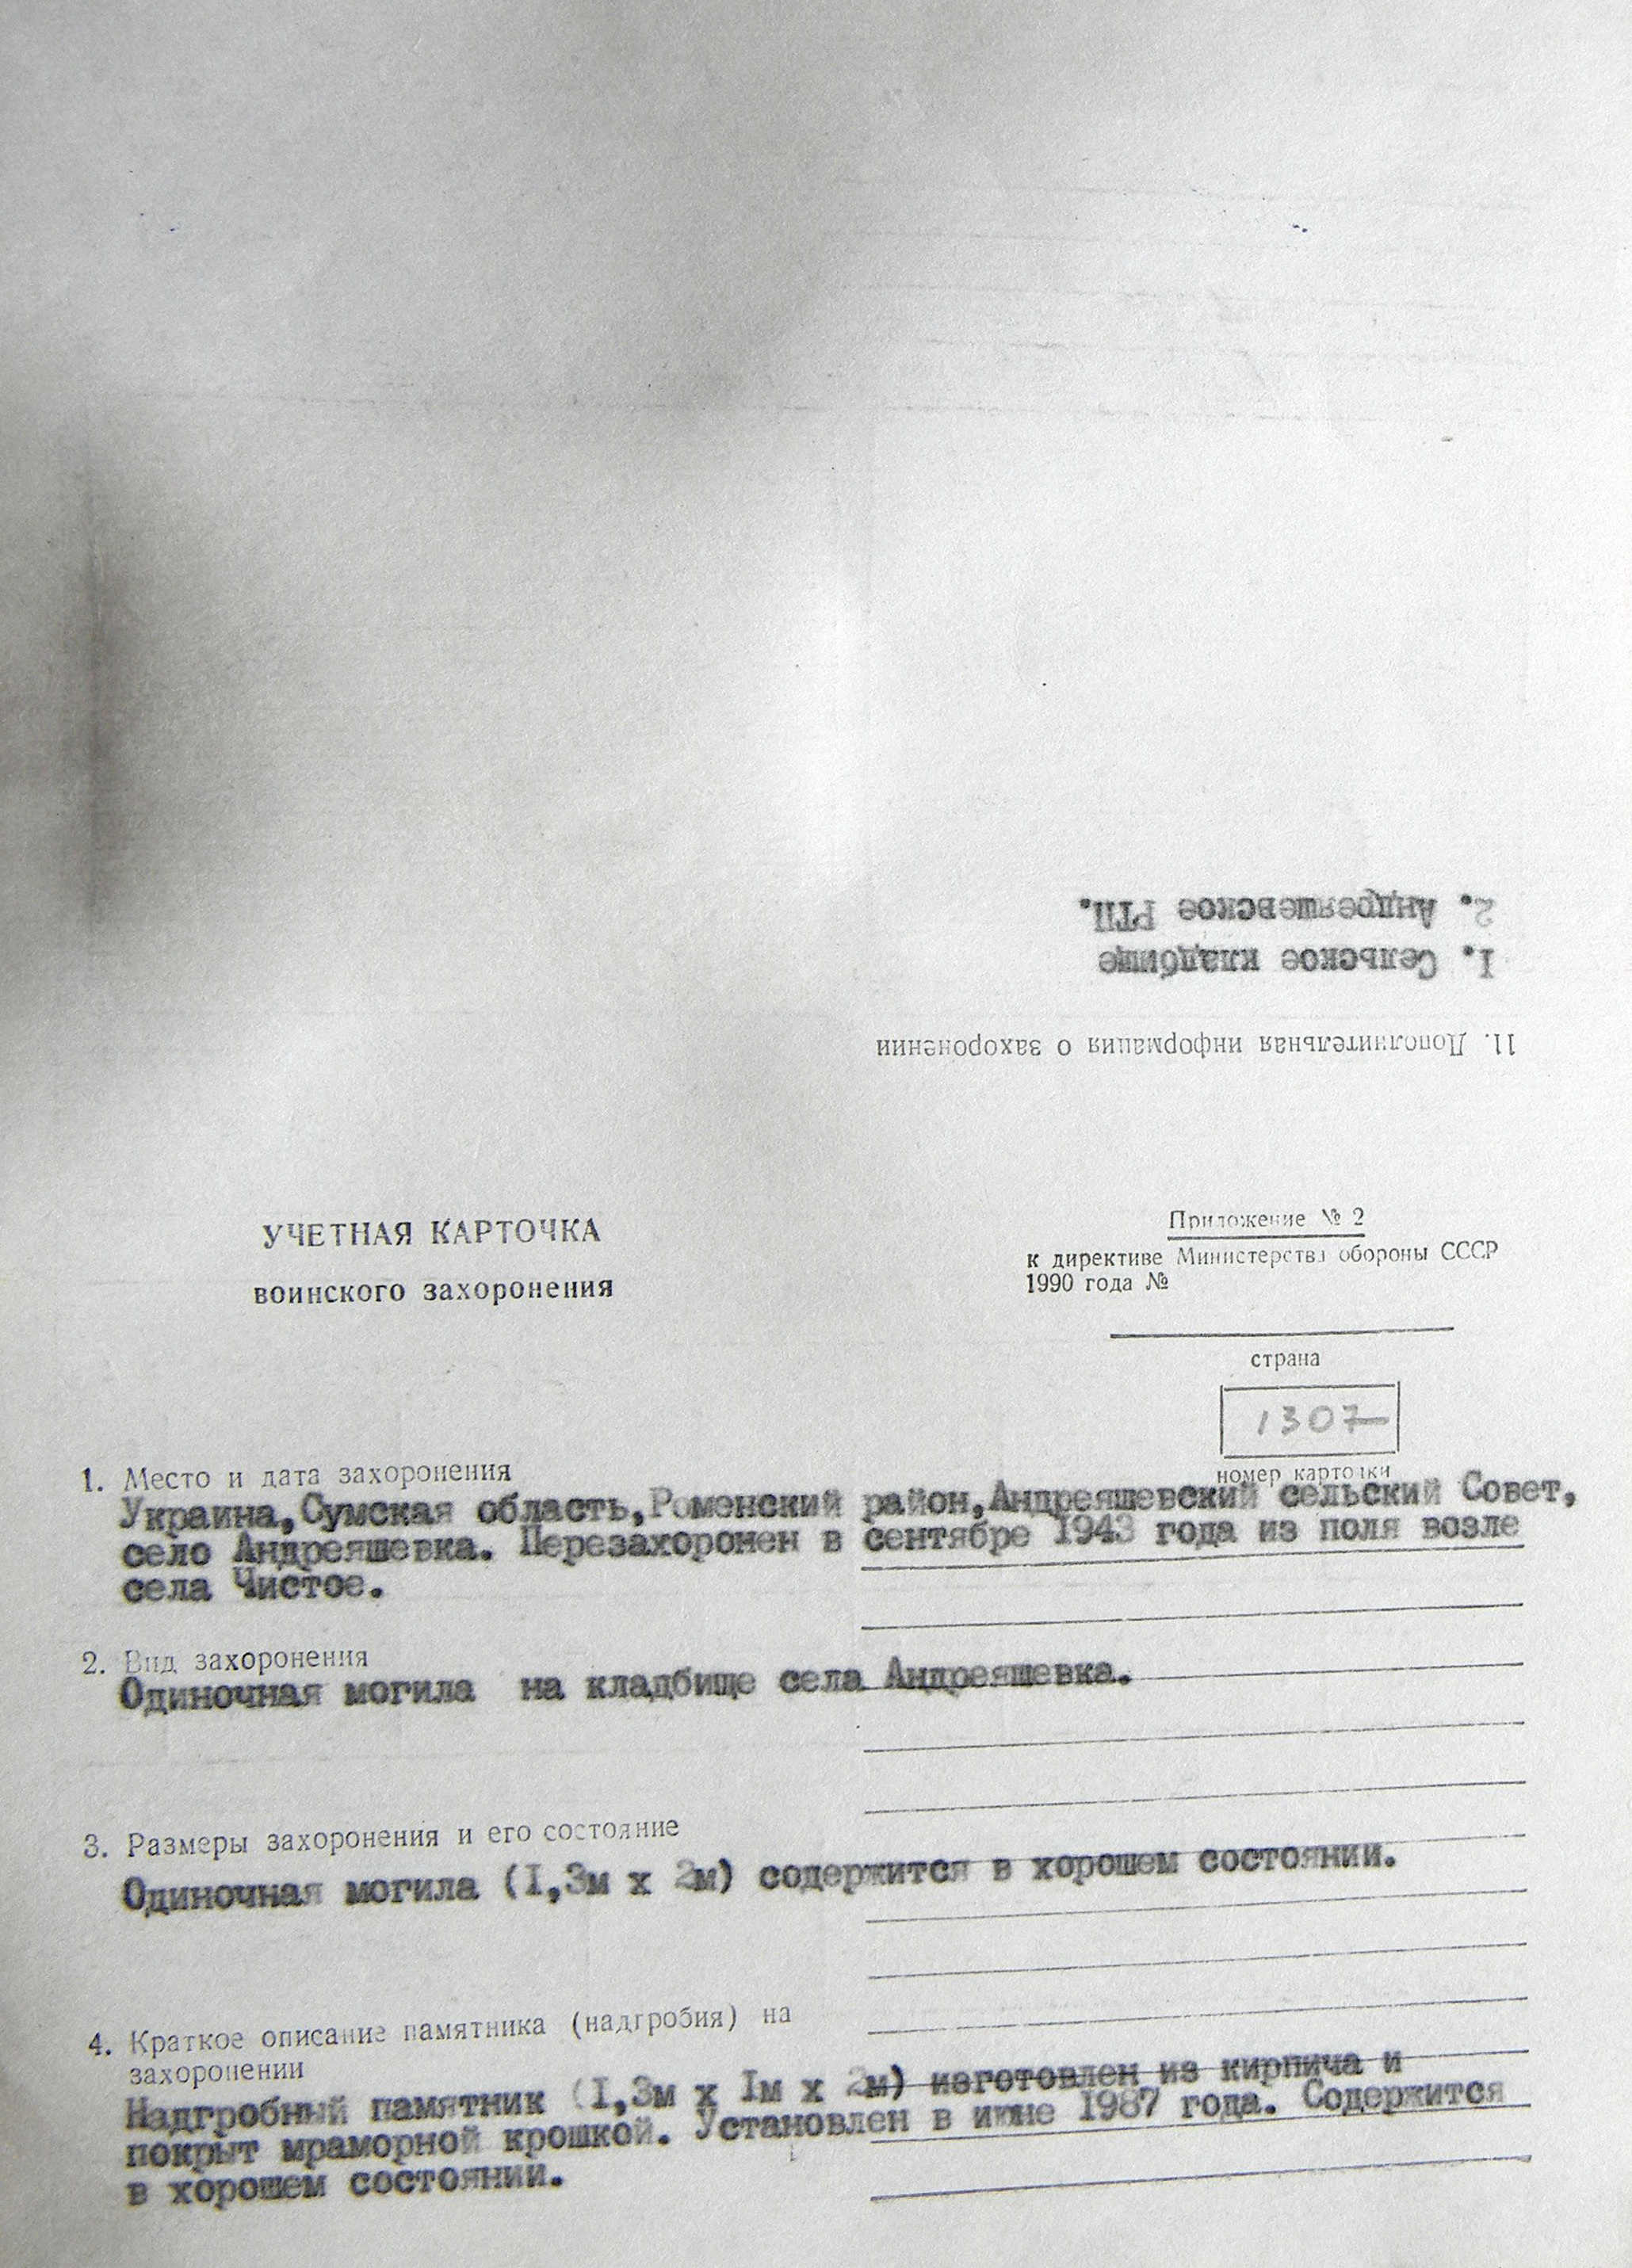 11. Дополнительная информация о захоронении
1. Сельское кладбище
2. Андреяшевское РТП.
УЧЕТНАЯ КАРТОЧКА
воинского захоронения
Приложение № 2
к директиве Министерства обороны СССР
1990 года №
страна
1307
номер карточки
1. Место и дата захоронения
Украина,Сумская область,Роменский район,Андреяшевский сельский Совет,
село Андреяшевка. Перезахоронен в сентябре 1943 года из поля возле
села Чистое.
2. Вид захоронения
Одиночная могила на кладбище села Андреяшевка.
3. Размеры захоронения и его состояние
Одиночная могила (I,3м х 2м) содержится в хорошем состоянии.
4. Краткое описание памятника (надгробия) на
захоронении
Надгробный памятник (I,3м х Iм х 2м) изготовлен из кирпича и
покрыт мраморной крошкой. Установлен в июне 1987 года. Содержится
в хорошем состоянии.